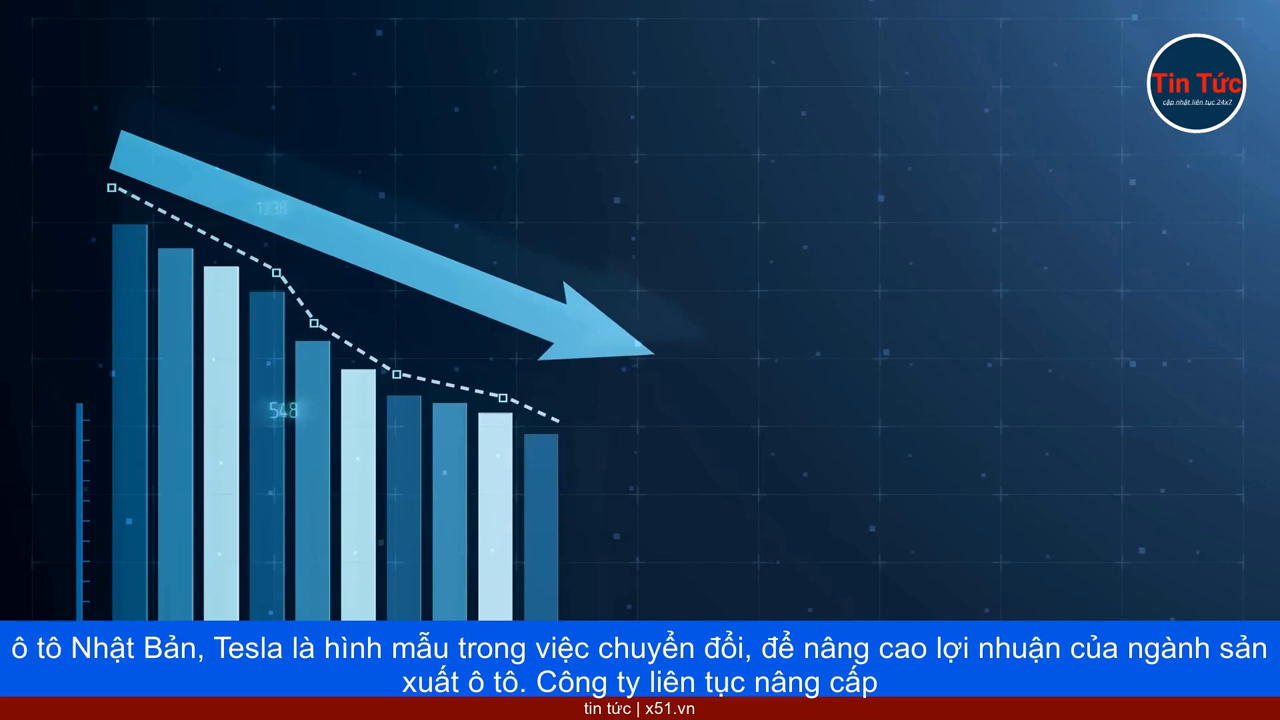 Tin Tức
cập nhật liên tục 24x7
1238
548
ô tô Nhật Bản, Tesla là hình mẫu trong việc chuyển đổi, để nâng cao lợi nhuận của ngành sản
xuất ô tô. Công ty liên tục nâng cấp
tin tức | x51.vn